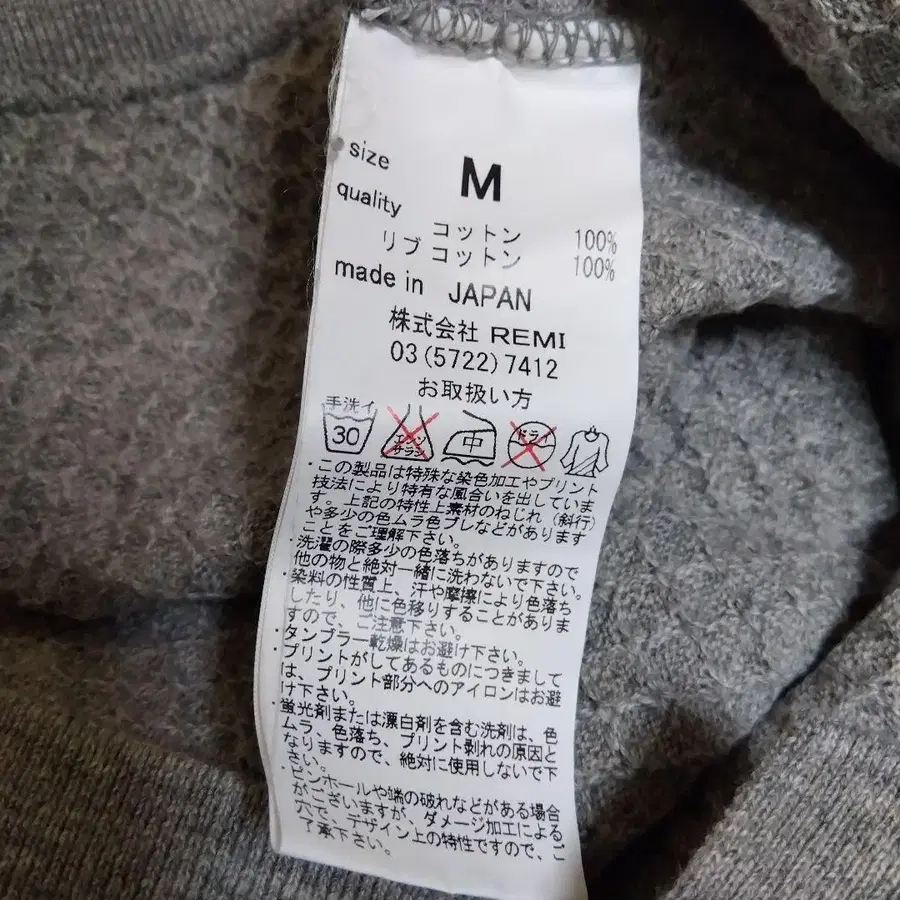 size M
quality
コットン 100%
リブ コットン 100%
made in JAPAN
株式会社 REMI
03(5722)7412
お取扱い方
手洗イ
30 エンソ サラシ 中 ドライ
・この製品は特殊な染色加工やプリント
技法により特有な風合いを出していま
す。上記の特性上素材のねじれ（斜行）
や多少の色ムラ色ブレなどがあります
ことをご理解下さい。
・洗濯の際多少の色落ちがありますので
他の物と絶対一緒に洗わないで下さい。
・染料の性質上、汗や摩擦により色落ち
したり、他に色移りすることがありま
すので、ご注意下さい。
・タンブラー乾燥はお避け下さい。
・プリントがしてあるものにつきまして
は、プリント部分へのアイロンはお避
け下さい。
・蛍光剤または漂白剤を含む洗剤は、色
ムラ、色落ち、プリント剥れの原因と
なりますので、絶対に使用しないで下
さい。
・ピンホールや端の破れなどがある場合
がございますが、ダメージ加工による
穴で、デザイン上の特性ですので、ご
了承下さい。